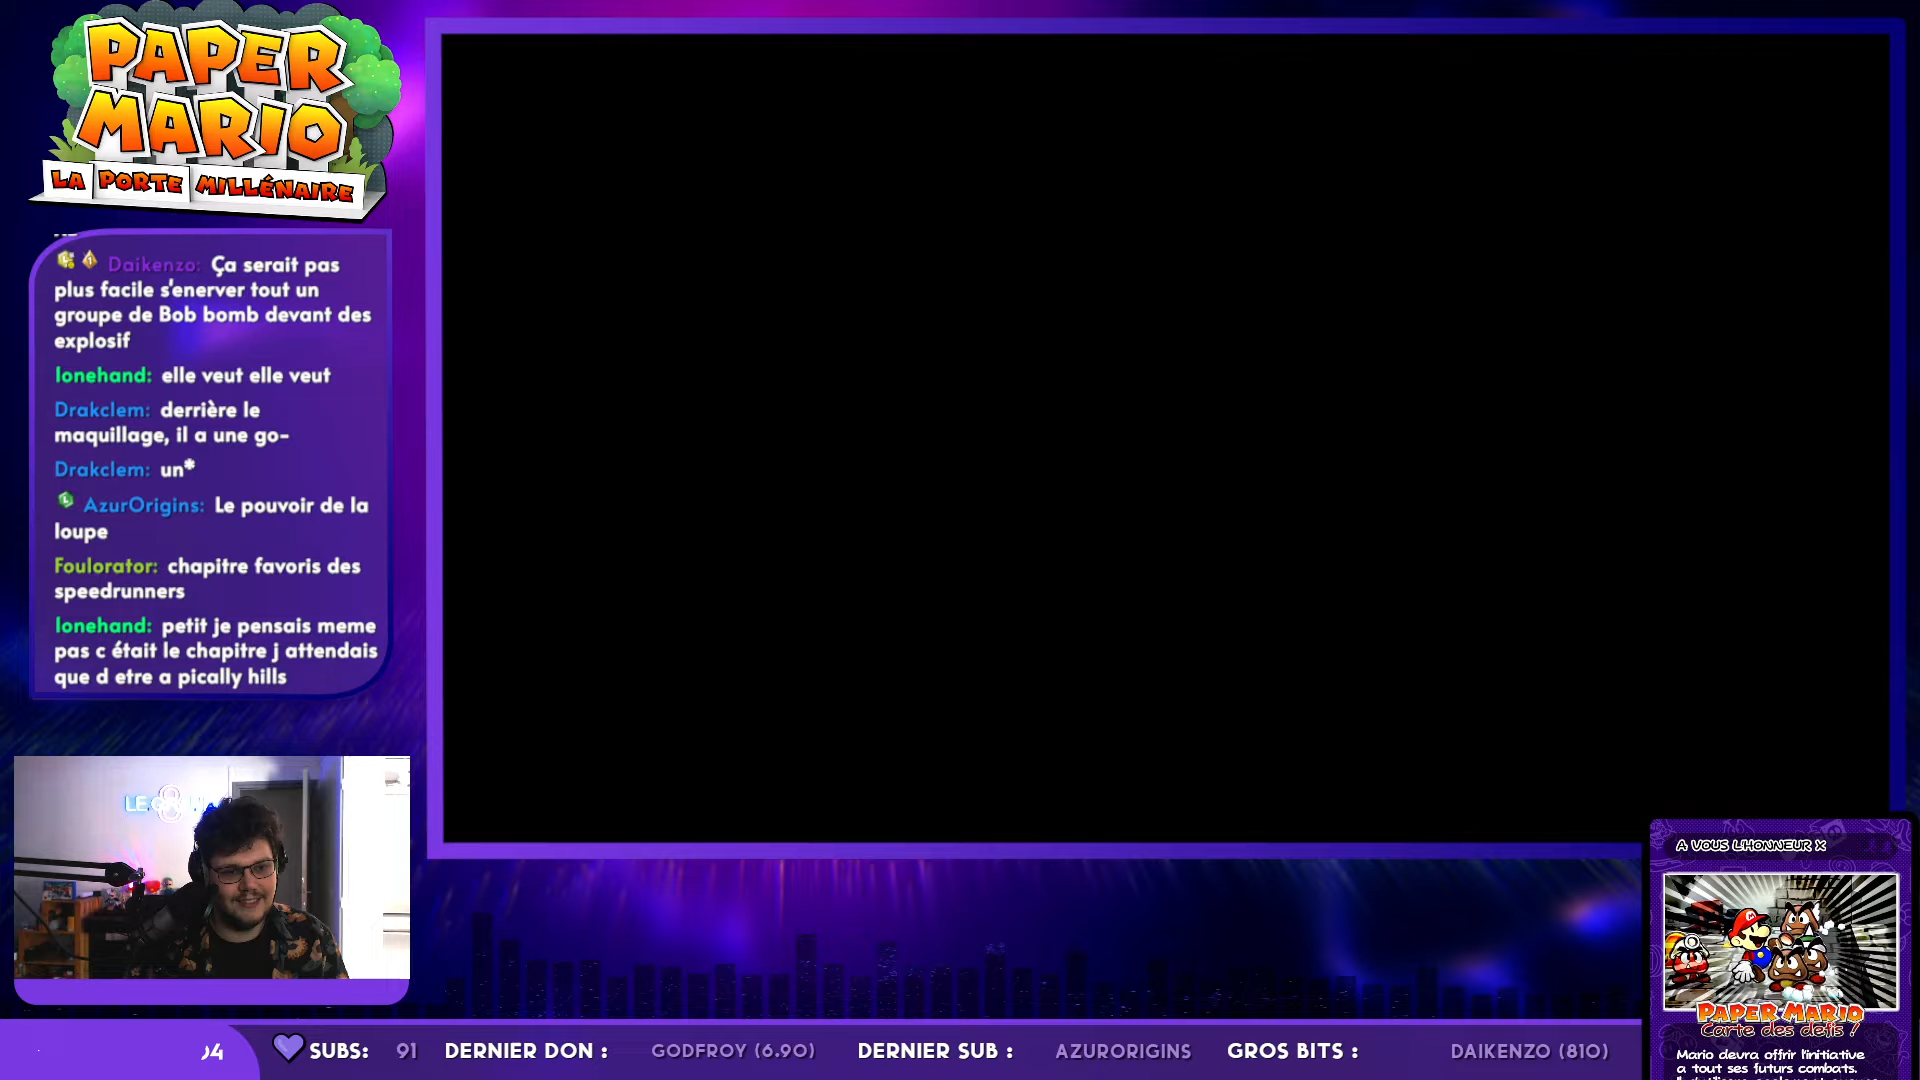 PAPER
MARIO
LA PORTE MILLÉNAIRE
Daikenzo: Ça serait pas
plus facile s'enerver tout un
groupe de Bob bomb devant des
explosif
lonehand: elle veut elle veut
Drakclem: derrière le
maquillage, il a une go-
Drakclem: un*
AzurOrigins: Le pouvoir de la
loupe
Foulorator: chapitre favoris des
speedrunners
lonehand: petit je pensais meme
pas c était le chapitre j attendais
que d etre a pically hills
A VOUS L'HONNEUR X
PAPER MARIO
Carte des défis !
Mario devra offrir l'initiative
a tout ses futurs combats.
SUBS: 91 DERNIER DON : GODFROY (6.90) DERNIER SUB : AZURORIGINS GROS BITS : DAIKENZO (810)